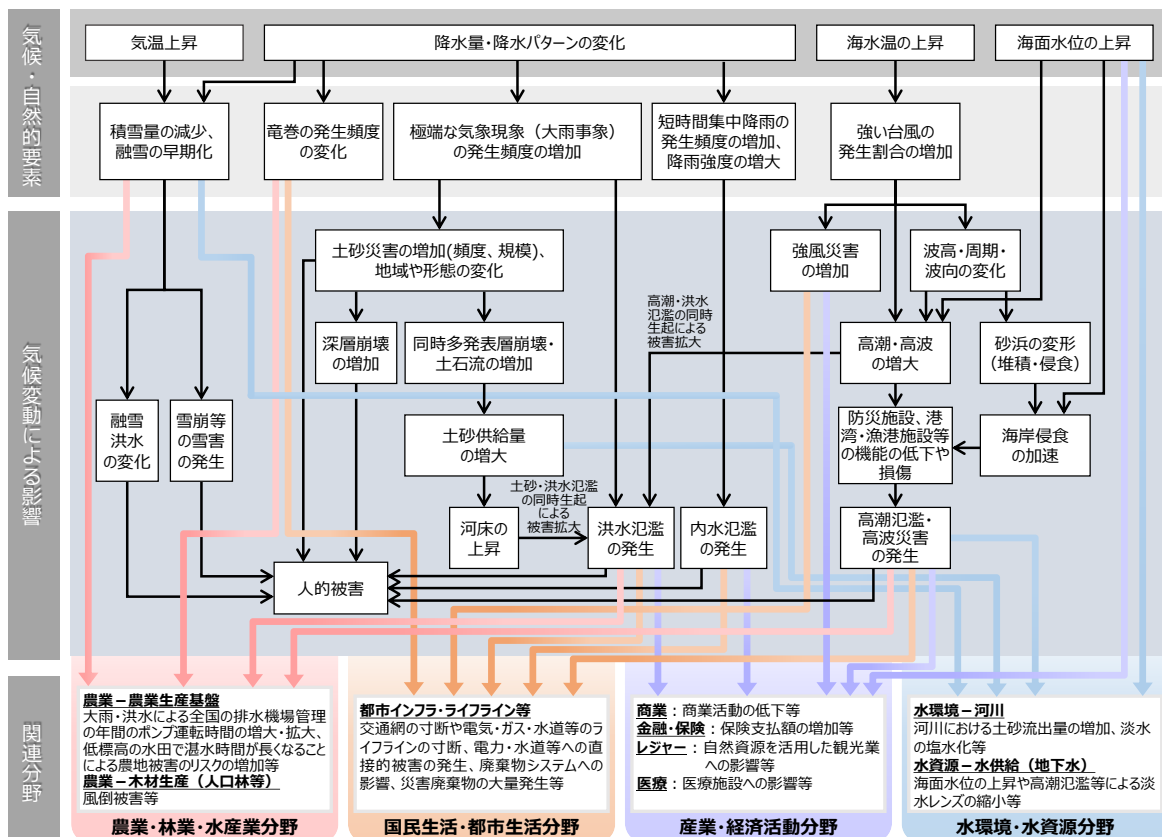 気候・自然的要素
気温上昇
降水量・降水パターンの変化
海水温の上昇
海面水位の上昇
積雪量の減少、
融雪の早期化
竜巻の発生頻度
の変化
極端な気象現象（大雨事象）
の発生頻度の増加
短時間集中降雨の
発生頻度の増加、
降雨強度の増大
強い台風の
発生割合の増加
気候変動による影響
土砂災害の増加(頻度、規模)、
地域や形態の変化
強風災害
の増加
波高・周期・
波向の変化
深層崩壊
の増加
同時多発表層崩壊・
土石流の増加
高潮・洪水
氾濫の同時
生起による
被害拡大
高潮・高波
の増大
砂浜の変形
（堆積・侵食）
融雪
洪水
の変化
雪崩等
の雪害
の発生
土砂供給量
の増大
防災施設、港
湾・漁港施設等
の機能の低下や
損傷
海岸侵食
の加速
土砂・洪水氾濫
の同時生起
による
被害拡大
河床の
上昇
洪水氾濫
の発生
内水氾濫
の発生
高潮氾濫・
高波災害
の発生
人的被害
関連分野
農業－農業生産基盤
大雨・洪水による全国の排水機場管理
の年間のポンプ運転時間の増大・拡大、
低標高の水田で湛水時間が長くなること
による農地被害のリスクの増加等
農業－木材生産（人口林等）
風倒被害等
農業・林業・水産業分野
都市インフラ・ライフライン等
交通網の寸断や電気・ガス・水道等のラ
イフラインの寸断、電力・水道等への直
接的被害の発生、廃棄物システムへの
影響、災害廃棄物の大量発生等
国民生活・都市生活分野
商業：商業活動の低下等
金融・保険：保険支払額の増加等
レジャー：自然資源を活用した観光業
への影響等
医療：医療施設への影響等
産業・経済活動分野
水環境－河川
河川における土砂流出量の増加、淡水
の塩水化等
水資源－水供給（地下水）
海面水位の上昇や高潮氾濫等による淡
水レンズの縮小等
水環境・水資源分野